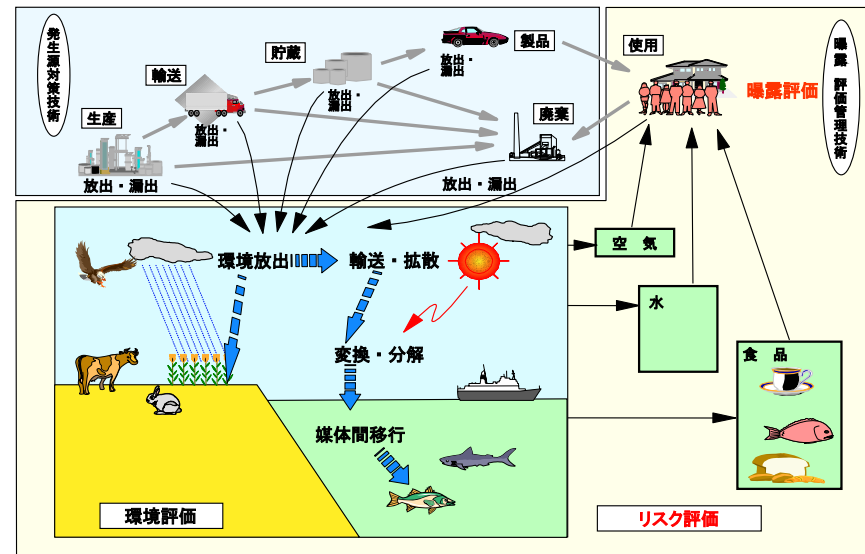 発生源対策技術
生産
放出・漏出
輸送
放出・
漏出
貯蔵
放出・
漏出
製品
放出・
漏出
廃棄
放出・漏出
使用
曝露評価
曝露 評価管理技術
環境放出
輸送・拡散
変換・分解
媒体間移行
環境評価
空 気
水
食 品
リスク評価